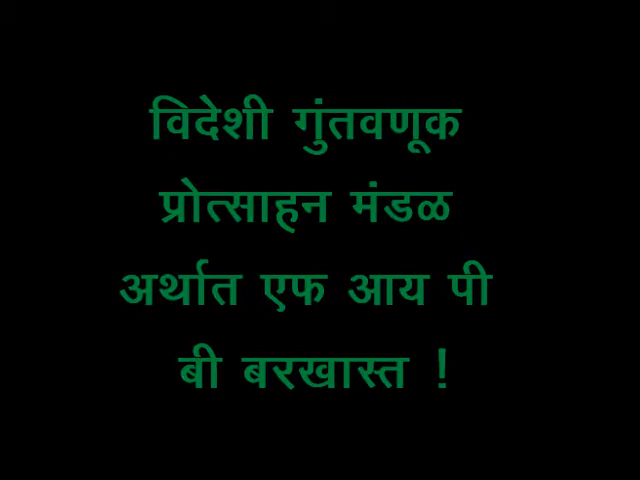 विदेशी गुंतवणूक
प्रोत्साहन मंडळ
अर्थात एफ आय पी
बी बरखास्त !